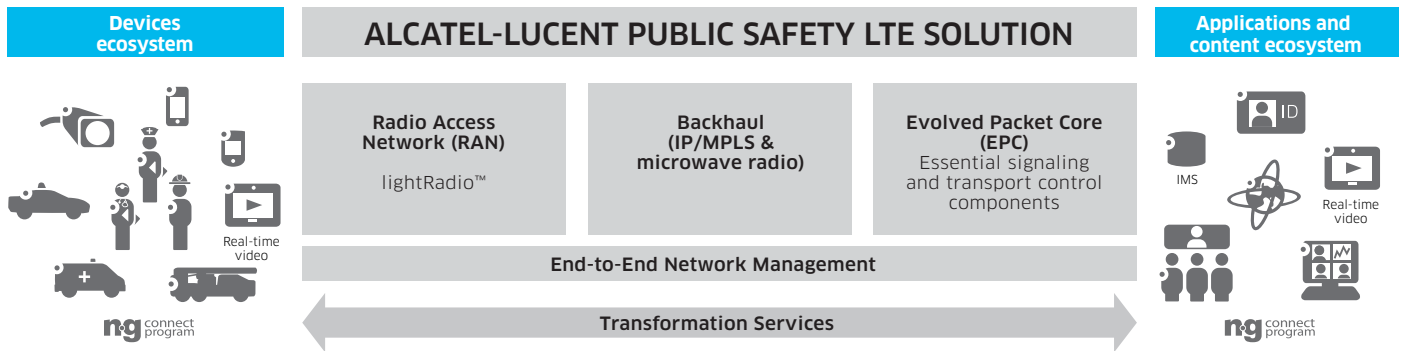 Devices
ecosystem
ALCATEL-LUCENT PUBLIC SAFETY LTE SOLUTION
Applications and
content ecosystem
Radio Access
Network (RAN)
lightRadio™
Backhaul
(IP/MPLS &
microwave radio)
Evolved Packet Core
(EPC)
Essential signaling
and transport control
components
Real-time
video
ID
IMS
Real-time
video
End-to-End Network Management
Transformation Services
ng connect
program
ng connect
program